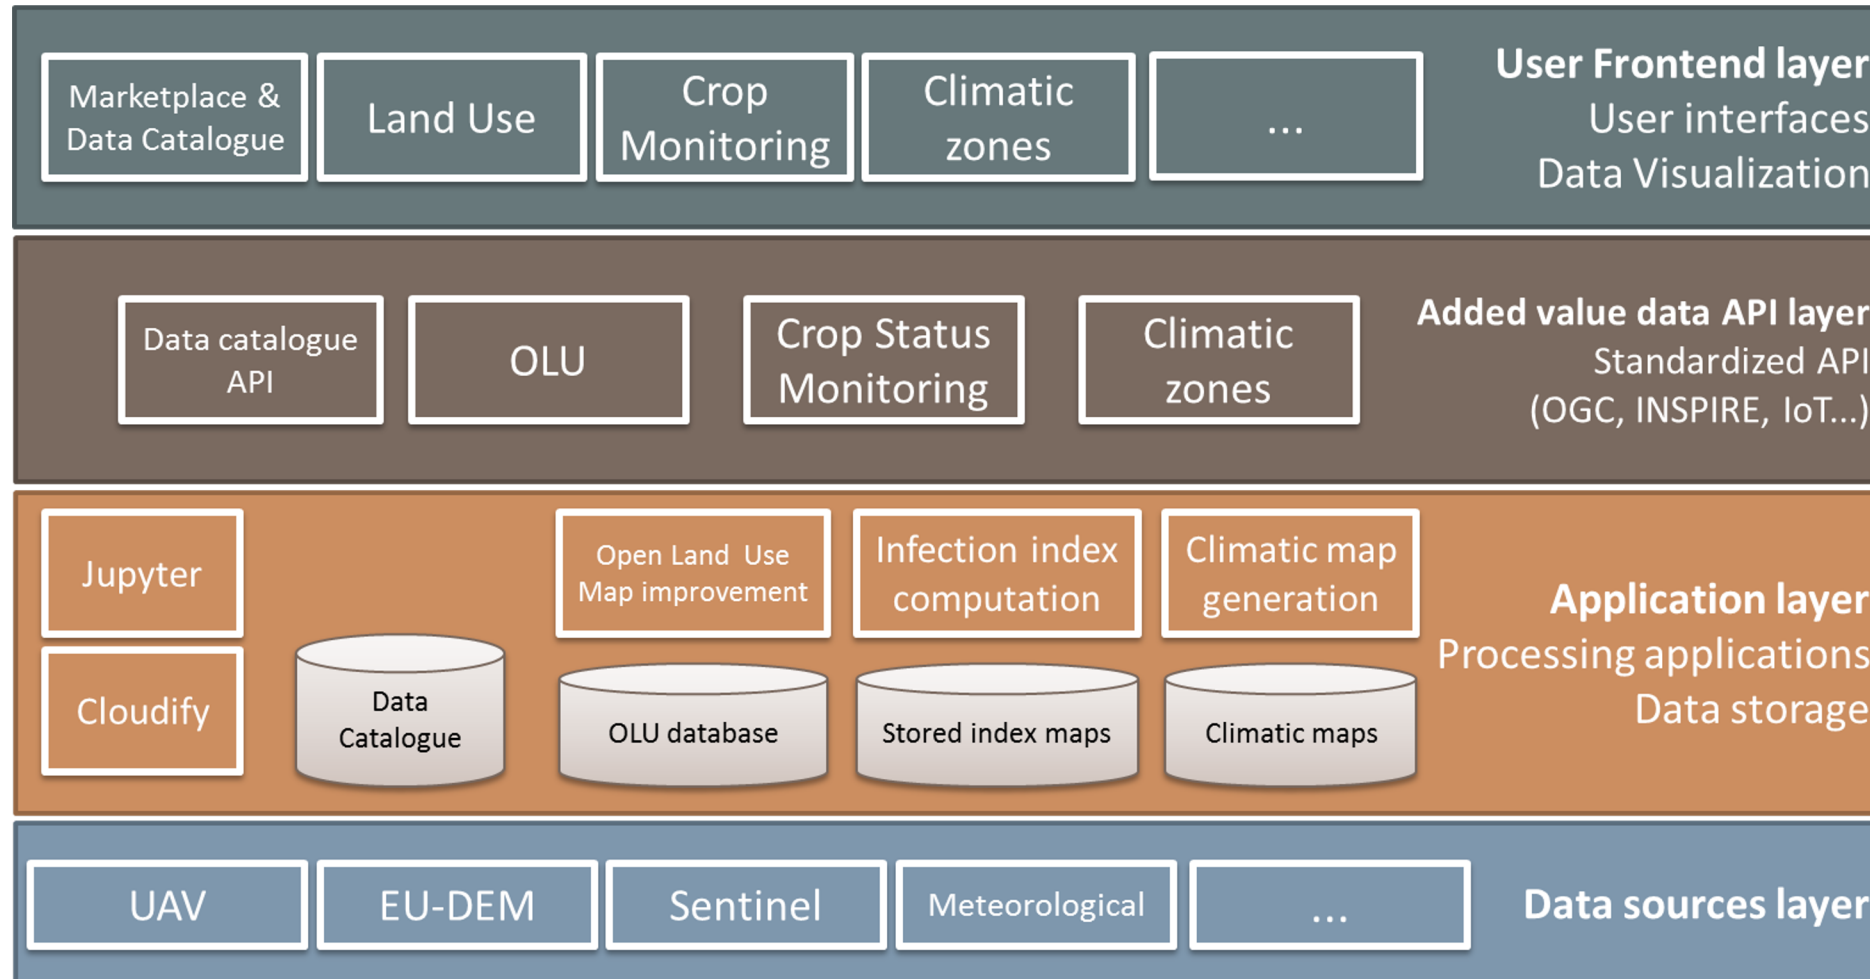 Marketplace &
Data Catalogue
Land Use
Crop
Monitoring
Climatic
zones
...
User Frontend layer
User interfaces
Data Visualization
Data catalogue
API
OLU
Crop Status
Monitoring
Climatic
zones
Added value data API layer
Standardized API
(OGC, INSPIRE, IoT...)
Jupyter
Cloudify
Data
Catalogue
Open Land Use
Map improvement
OLU database
Infection index
computation
Stored index maps
Climatic map
generation
Climatic maps
Application layer
Processing applications
Data storage
UAV
EU-DEM
Sentinel
Meteorological
...
Data sources layer